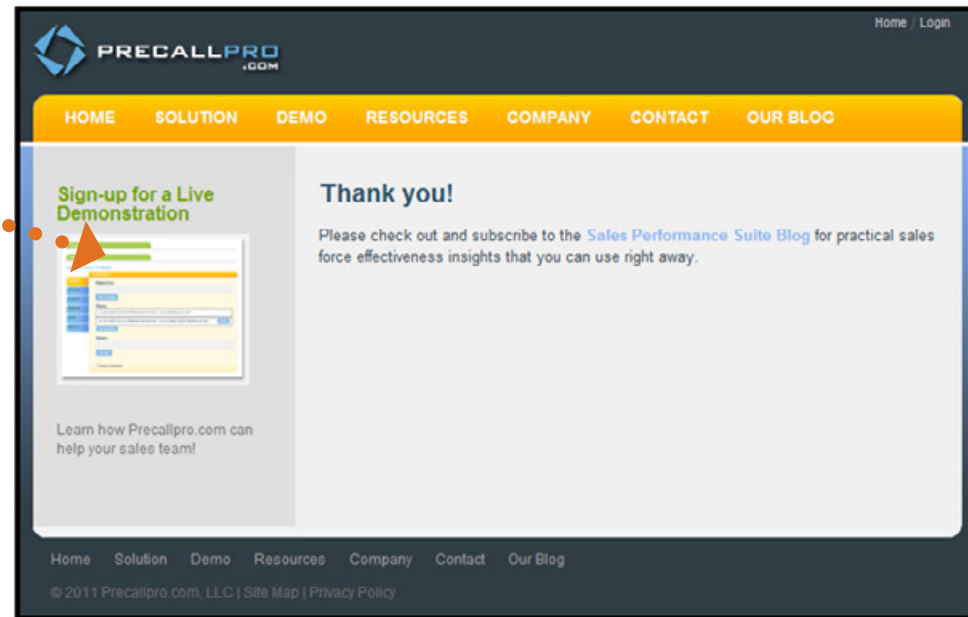 Home / Login
PRECALLPRO
.COM
HOME SOLUTION DEMO RESOURCES COMPANY CONTACT OUR BLOG
Sign-up for a Live
Demonstration
Learn how Precallpro.com can
help your sales team!
Thank you!
Please check out and subscribe to the Sales Performance Suite Blog for practical sales
force effectiveness insights that you can use right away.
Home Solution Demo Resources Company Contact Our Blog
© 2011 Precallpro.com, LLC | Site Map | Privacy Policy